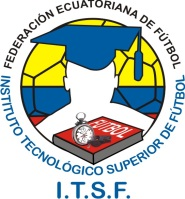 FEDERACIÓN ECUATORIANA DE FÚTBOL
INSTITUTO TECNOLÓGICO SUPERIOR DE FÚTBOL
FÚTBOL
I.T.S.F.